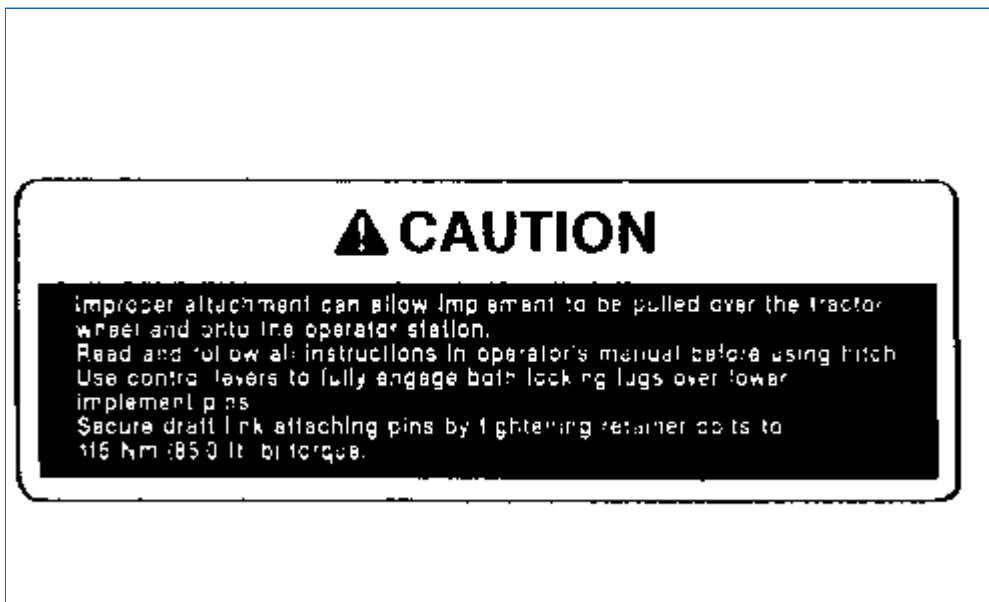 CAUTION
Improper attachment can allow implement to be pulled over the tractor
wheel and onto the operator station.
Read and follow all instructions in operator's manual before using hitch
Use control levers to fully engage both locking lugs over lower
implement pins
Secure draft link attaching pins by tightening retainer bolts to
115 Nm (85.0 lt b) torque.